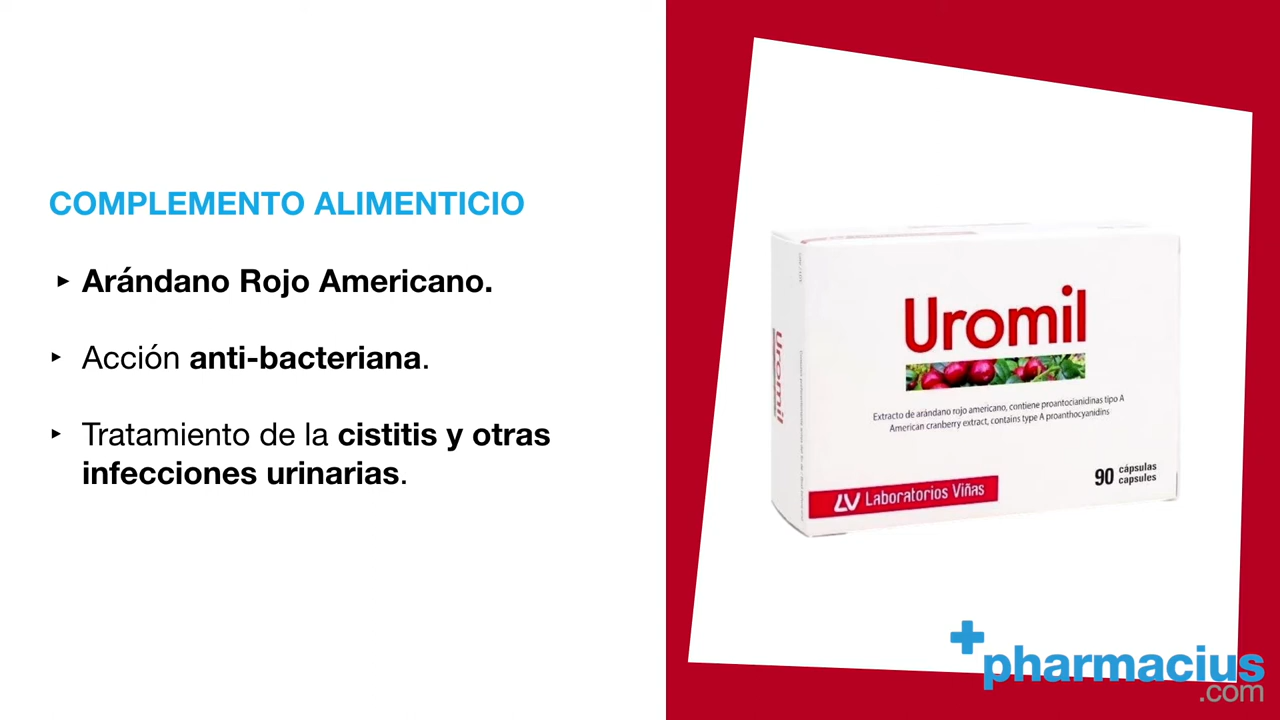 COMPLEMENTO ALIMENTICIO
▸ Arándano Rojo Americano.
▸ Acción anti-bacteriana.
▸ Tratamiento de la cistitis y otras
infecciones urinarias.
Uromil
Uromil
Extracto de arándano rojo americano, contiene proantocianidinas tipo A
American cranberry extract, contains type A proanthocyanidins
90 cápsulas
capsules
LV Laboratorios Viñas
pharmacius
.com